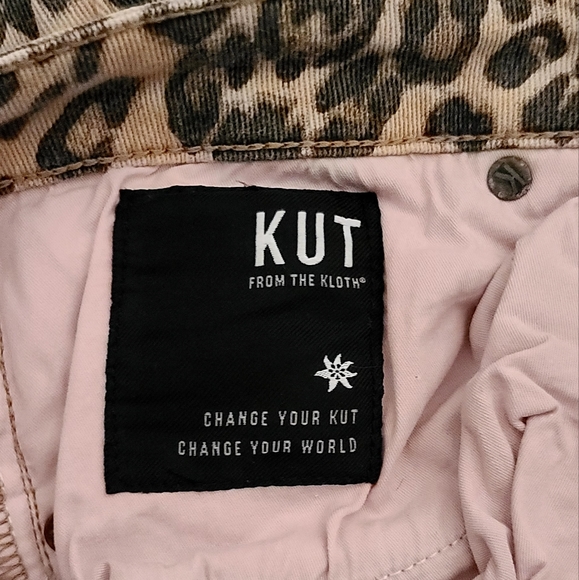 KUT
FROM THE KLOTH®
CHANGE YOUR KUT
CHANGE YOUR WORLD
K